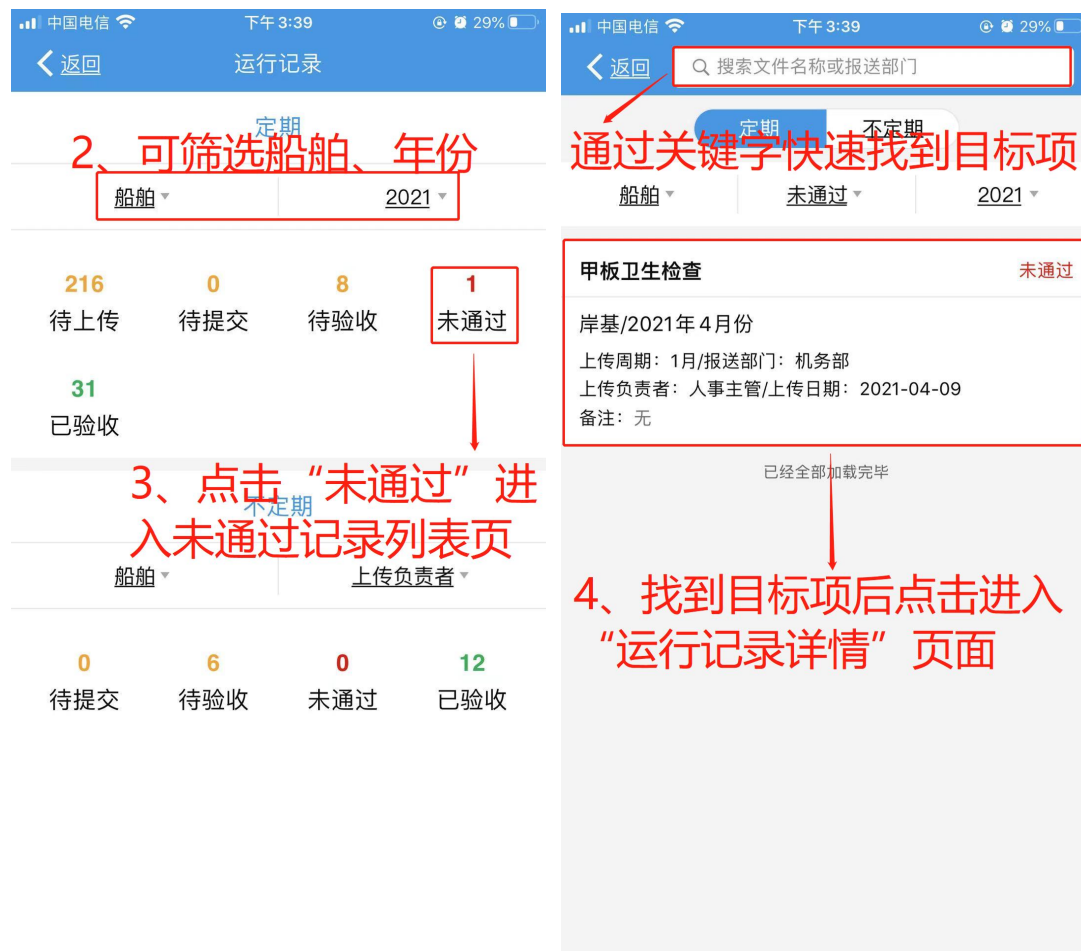 中国电信 下午 3:39 29%
返回 运行记录
定期
2、可筛选船舶、年份
船舶 2021
216 0 8 1
待上传 待提交 待验收 未通过
31
已验收
3、点击“未通过”进
入未通过记录列表页
不定期
船舶 上传负责者
0 6 0 12
待提交 待验收 未通过 已验收
中国电信 下午 3:39 29%
返回 搜索文件名称或报送部门
定期 不定期
通过关键字快速找到目标项
船舶 未通过 2021
甲板卫生检查 未通过
岸基/2021年4月份
上传周期：1月/报送部门：机务部
上传负责者：人事主管/上传日期：2021-04-09
备注：无
已经全部加载完毕
4、找到目标项后点击进入
“运行记录详情”页面